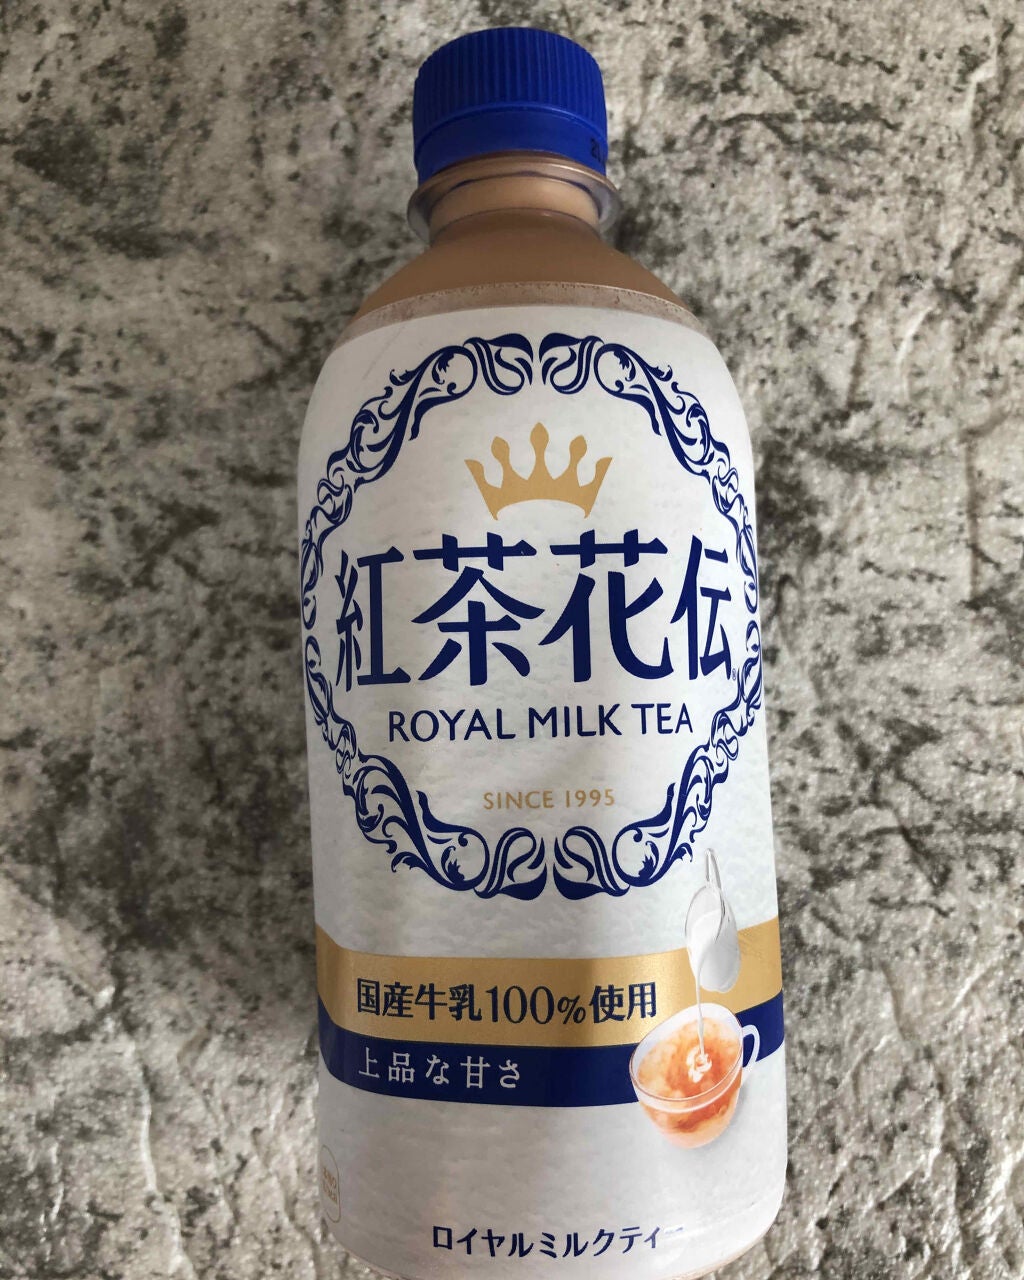 紅茶花伝
ROYAL MILK TEA
SINCE 1995
国産牛乳100%使用
上品な甘さ
ロイヤルミルクティー